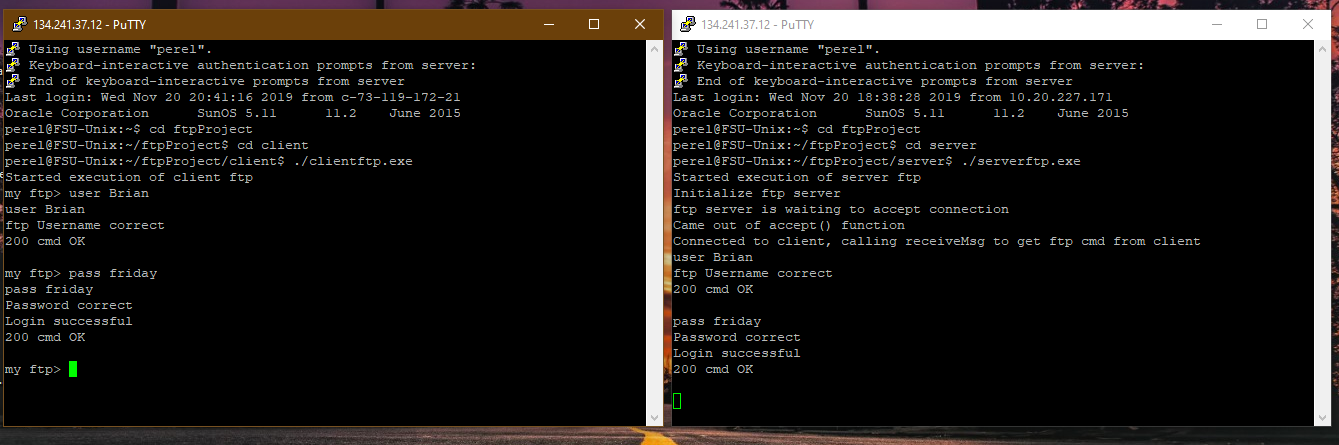 134.241.37.12 - PuTTY
Using username "perel".
Keyboard-interactive authentication prompts from server:
End of keyboard-interactive prompts from server
Last login: Wed Nov 20 20:41:16 2019 from c-73-119-172-21
Oracle Corporation      SunOS 5.11      11.2    June 2015
perel@FSU-Unix:~$ cd ftpProject
perel@FSU-Unix:~/ftpProject$ cd client
perel@FSU-Unix:~/ftpProject/client$ ./clientftp.exe
Started execution of client ftp
my ftp> user Brian
user Brian
ftp Username correct
200 cmd OK

my ftp> pass friday
pass friday
Password correct
Login successful
200 cmd OK

my ftp>
134.241.37.12 - PuTTY
Using username "perel".
Keyboard-interactive authentication prompts from server:
End of keyboard-interactive prompts from server
Last login: Wed Nov 20 18:38:28 2019 from 10.20.227.171
Oracle Corporation      SunOS 5.11      11.2    June 2015
perel@FSU-Unix:~$ cd ftpProject
perel@FSU-Unix:~/ftpProject$ cd server
perel@FSU-Unix:~/ftpProject/server$ ./serverftp.exe
Started execution of server ftp
Initialize ftp server
ftp server is waiting to accept connection
Came out of accept() function
Connected to client, calling receiveMsg to get ftp cmd from client
user Brian
ftp Username correct
200 cmd OK

pass friday
Password correct
Login successful
200 cmd OK